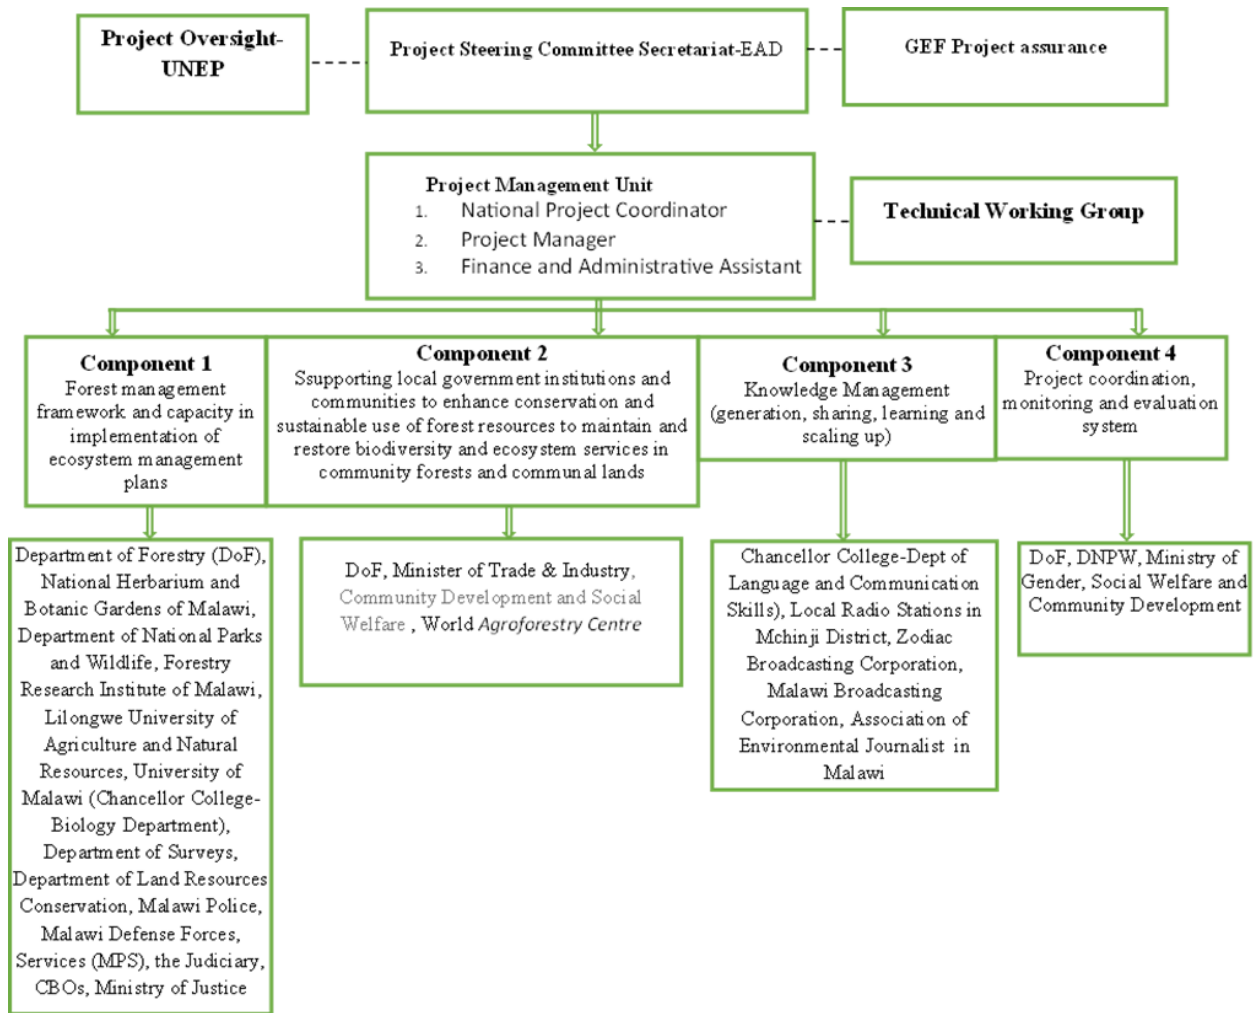 Project Oversight-
UNEP
Project Steering Committee Secretariat-EAD
GEF Project assurance
Project Management Unit
1. National Project Coordinator
2. Project Manager
3. Finance and Administrative Assistant
Technical Working Group
Component 1
Forest management
framework and capacity in
implementation of
ecosystem management
plans
Component 2
Ssupporting local government institutions and
communities to enhance conservation and
sustainable use of forest resources to maintain and
restore biodiversity and ecosystem services in
community forests and communal lands
Component 3
Knowledge Management
(generation, sharing, learning and
scaling up)
Component 4
Project coordination,
monitoring and evaluation
system
Department of Forestry (DoF),
National Herbarium and
Botanic Gardens of Malawi,
Department of National Parks
and Wildlife, Forestry
Research Institute of Malawi,
Lilongwe University of
Agriculture and Natural
Resources, University of
Malawi (Chancellor College-
Biology Department),
Department of Surveys,
Department of Land Resources
Conservation, Malawi Police,
Malawi Defense Forces,
Services (MPS), the Judiciary,
CBOs, Ministry of Justice
DoF, Minister of Trade & Industry,
Community Development and Social
Welfare , World Agroforestry Centre
Chancellor College-Dept of
Language and Communication
Skills), Local Radio Stations in
Mchinji District, Zodiac
Broadcasting Corporation,
Malawi Broadcasting
Corporation, Association of
Environmental Journalist in
Malawi
DoF, DNPW, Ministry of
Gender, Social Welfare and
Community Development